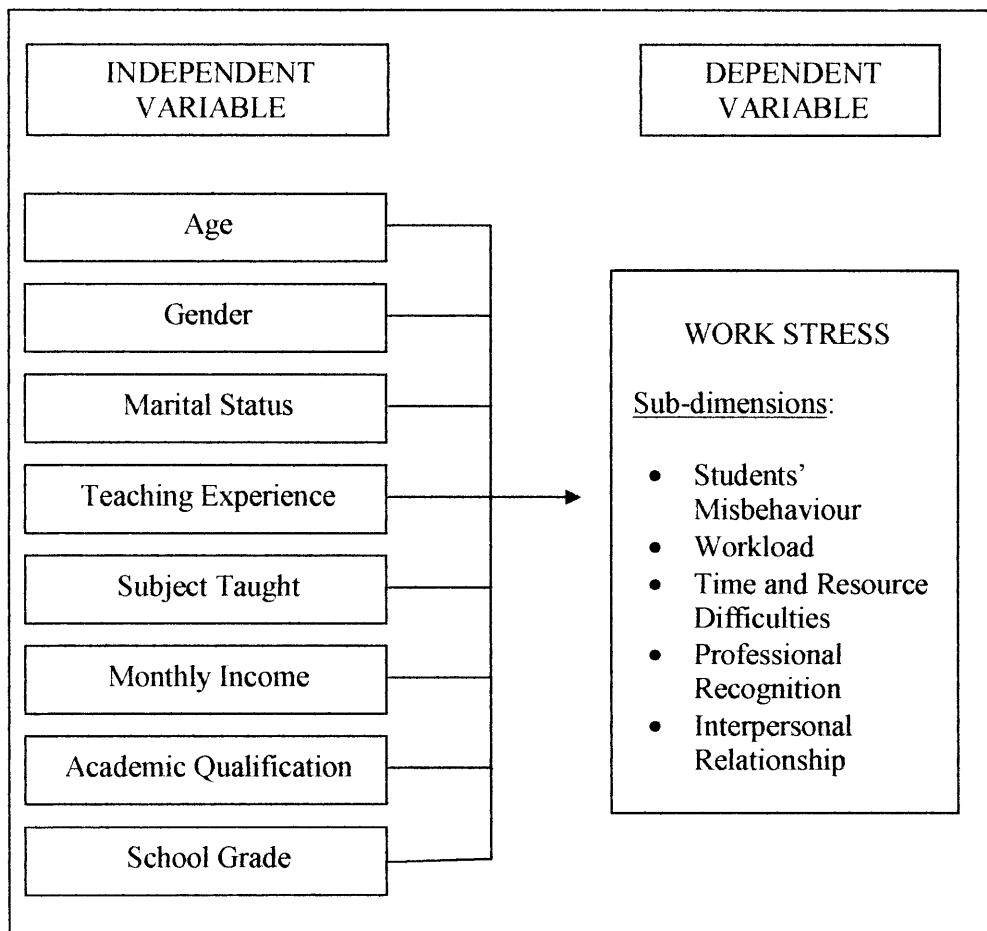 INDEPENDENT
VARIABLE
DEPENDENT
VARIABLE
Age
Gender
Marital Status
Teaching Experience
Subject Taught
Monthly Income
Academic Qualification
School Grade
WORK STRESS
Sub-dimensions:
• Students’
Misbehaviour
• Workload
• Time and Resource
Difficulties
• Professional
Recognition
• Interpersonal
Relationship